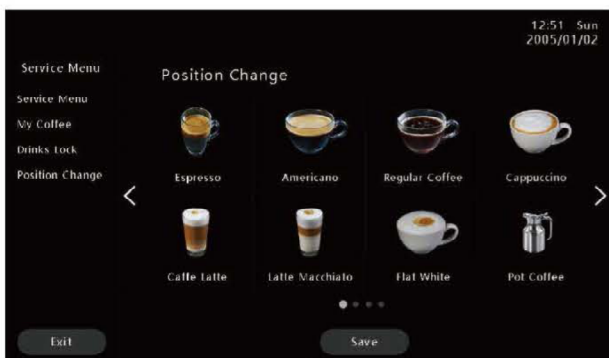 12:51 Sun
2005/01/02
Service Menu
Service Menu
My Coffee
Drinks Lock
Position Change
Position Change
Espresso
Americano
Regular Coffee
Cappuccino
Caffe Latte
Latte Macchiato
Flat White
Pot Coffee
Exit
Save